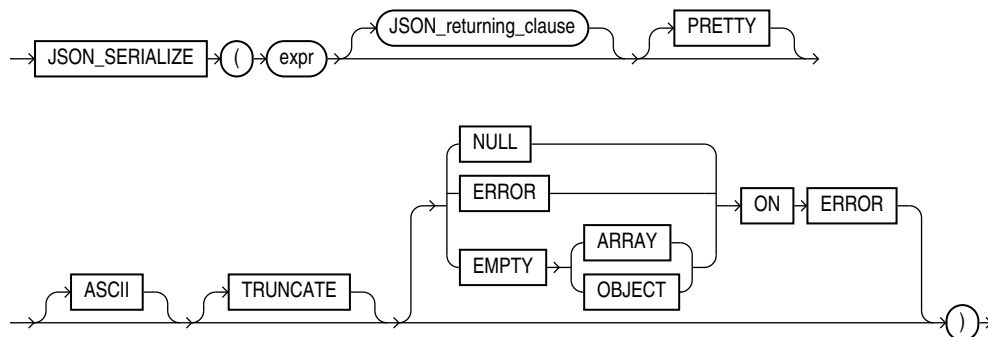 JSON_returning_clause PRETTY
JSON_SERIALIZE ( expr
NULL
ERROR ON ERROR
ARRAY
EMPTY
OBJECT
ASCII TRUNCATE
)